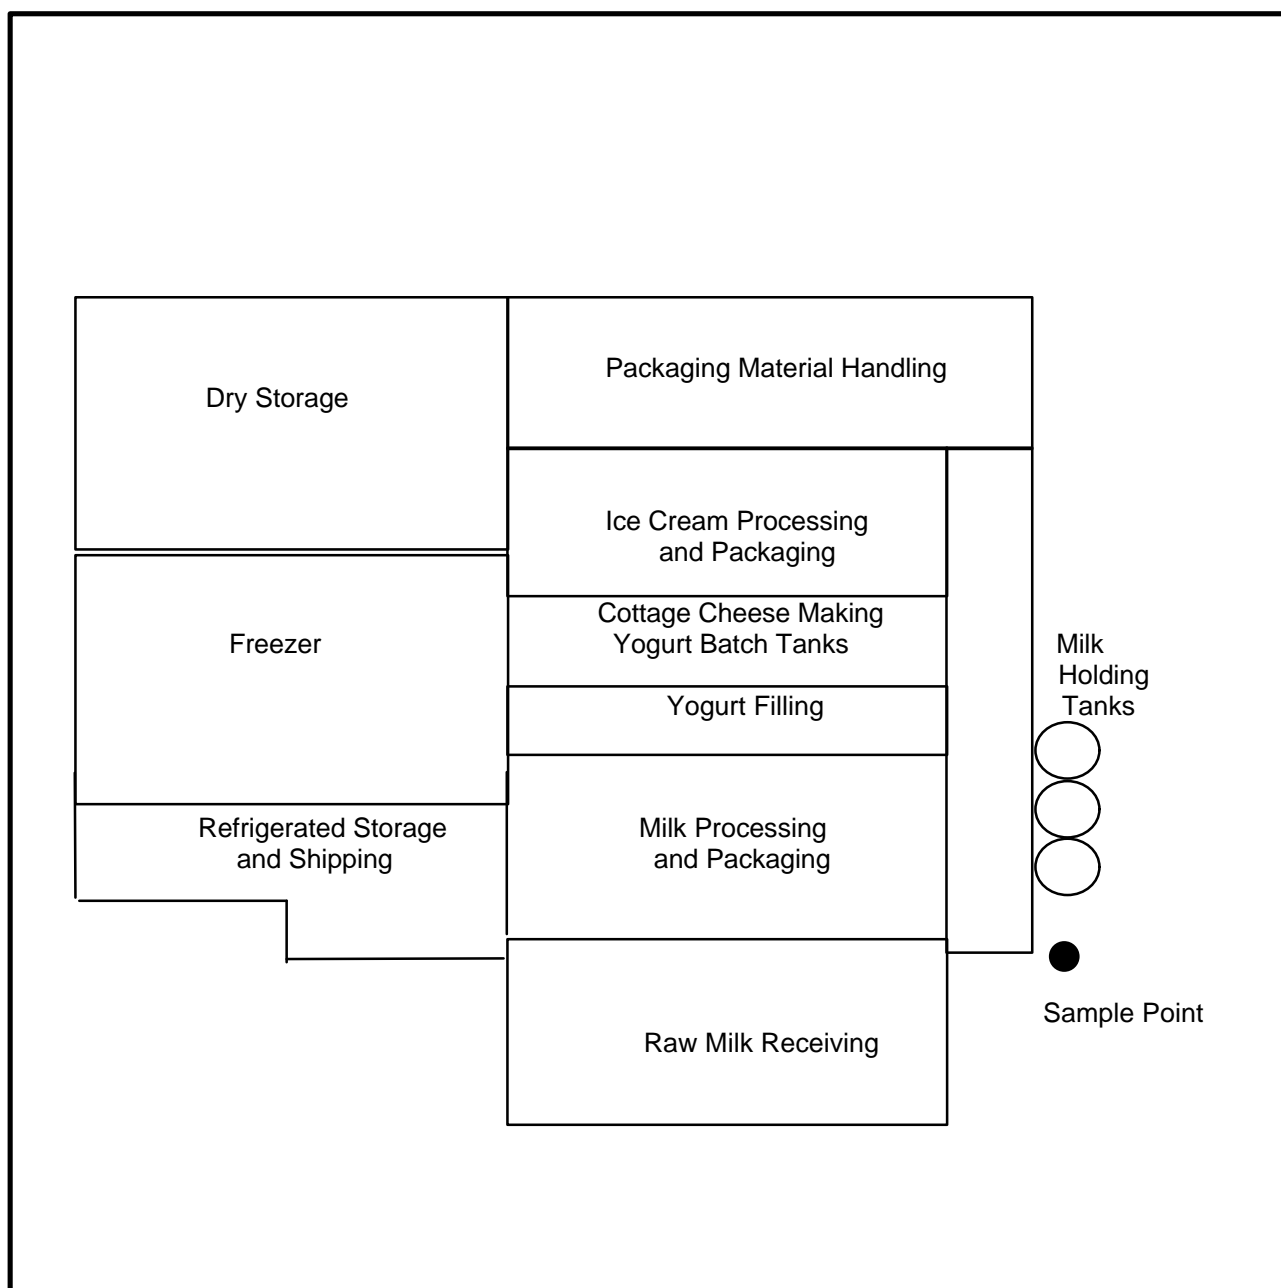 Packaging Material Handling
Dry Storage
Ice Cream Processing
and Packaging
Cottage Cheese Making
Yogurt Batch Tanks
Freezer
Milk
Holding
Tanks
Yogurt Filling
Refrigerated Storage
and Shipping
Milk Processing
and Packaging
Sample Point
Raw Milk Receiving